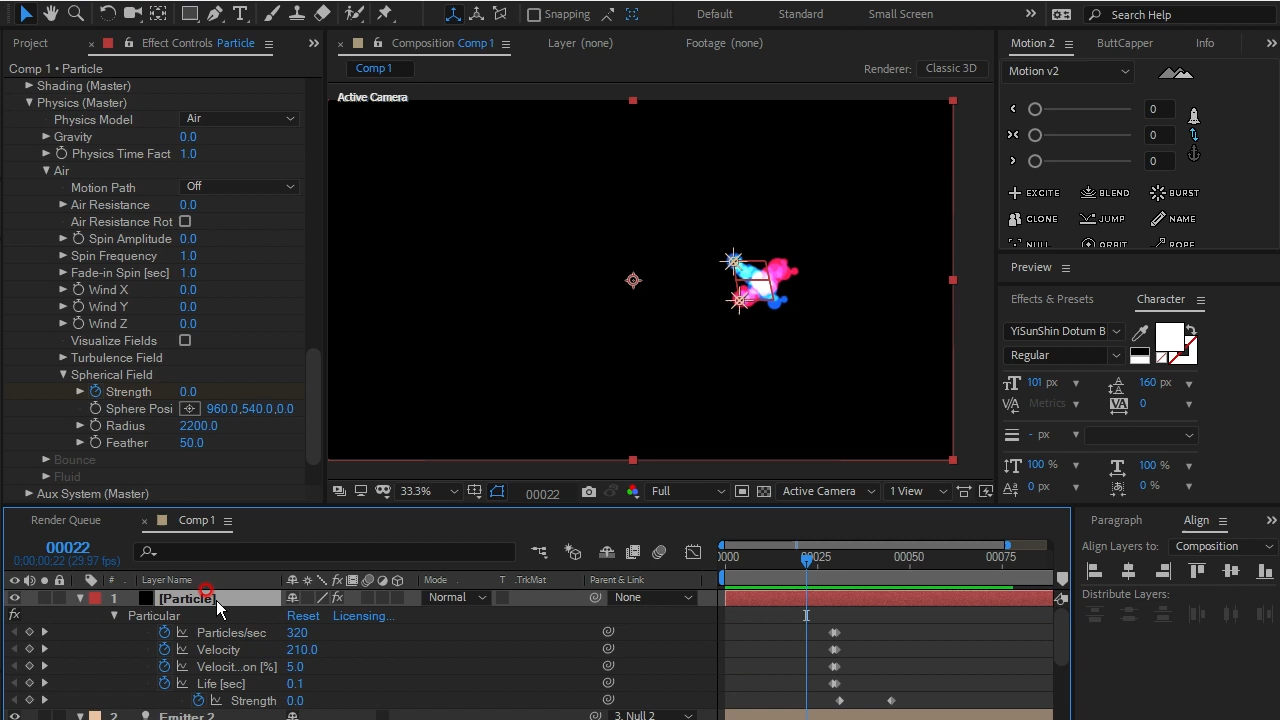 Snapping
Default
Standard
Small Screen
Search Help
Project
Effect Controls Particle
Composition Comp 1
Layer (none)
Footage (none)
Motion 2
ButtCapper
Info
Comp 1 • Particle
Comp 1
Renderer:
Classic 3D
Motion v2
Shading (Master)
Physics (Master)
Physics Model
Air
Gravity
0.0
Physics Time Fact
1.0
Air
Motion Path
Off
Air Resistance
0.0
Air Resistance Rot
Spin Amplitude
0.0
Spin Frequency
1.0
Fade-in Spin [sec]
1.0
Wind X
0.0
Wind Y
0.0
Wind Z
0.0
Visualize Fields
Turbulence Field
Spherical Field
Strength
0.0
Sphere Posi
960.0,540.0,0.0
Radius
2200.0
Feather
50.0
Bounce
Fluid
Aux System (Master)
Active Camera
33.3%
00022
Full
Active Camera
1 View
0
0
0
EXCITE
BLEND
BURST
CLONE
JUMP
NAME
NULL
ORBIT
ROPE
Preview
Effects & Presets
Character
YiSunShin Dotum B
Regular
101 px
160 px
Metrics
0
- px
100 %
100 %
0 px
0 %
Render Queue
Comp 1
00022
0;00;00;22 (29.97 fps)
0000
00025
00050
00075
#
Layer Name
Mode
T
.TrkMat
Parent & Link
1
[Particle]
Normal
None
Particular
Reset
Licensing...
Particles/sec
320
Velocity
210.0
Velocit...on [%]
5.0
Life [sec]
0.1
Strength
0.0
2
Emitter 2
3. Null 2
Paragraph
Align
Align Layers to:
Composition
Distribute Layers: